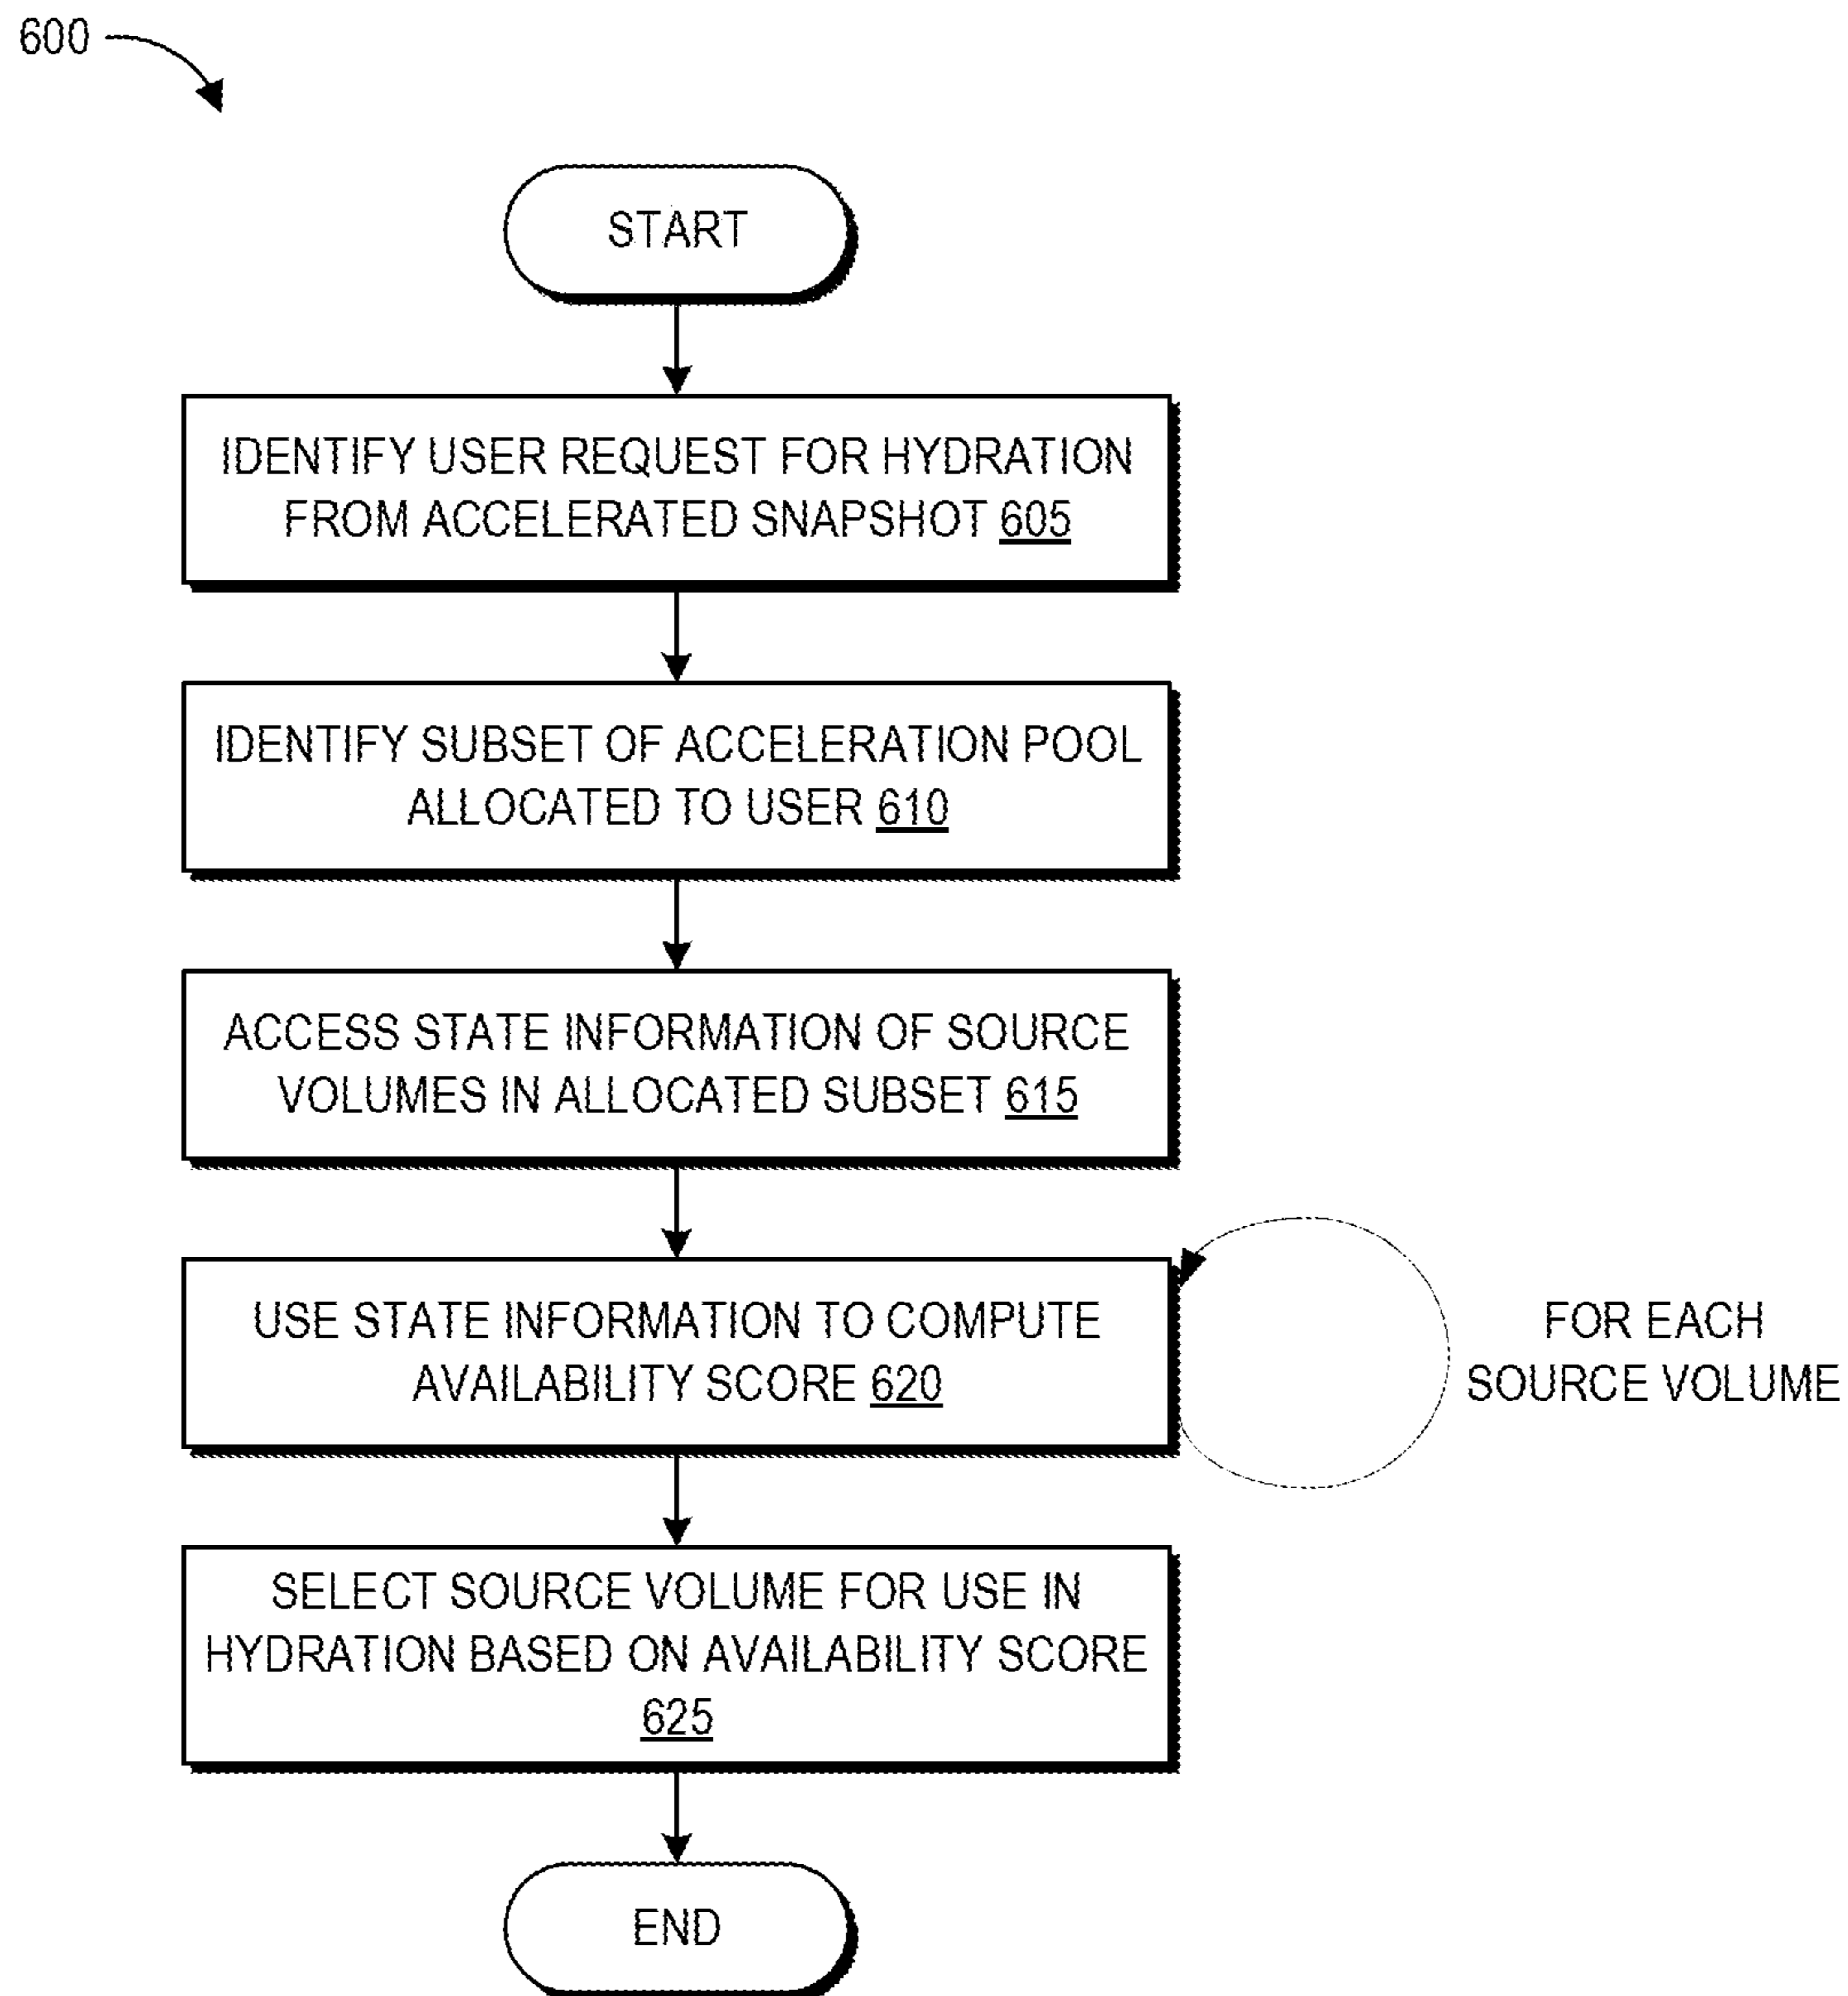 600
START
IDENTIFY USER REQUEST FOR HYDRATION
FROM ACCELERATED SNAPSHOT 605
IDENTIFY SUBSET OF ACCELERATION POOL
ALLOCATED TO USER 610
ACCESS STATE INFORMATION OF SOURCE
VOLUMES IN ALLOCATED SUBSET 615
USE STATE INFORMATION TO COMPUTE
AVAILABILITY SCORE 620
FOR EACH
SOURCE VOLUME
SELECT SOURCE VOLUME FOR USE IN
HYDRATION BASED ON AVAILABILITY SCORE
625
END